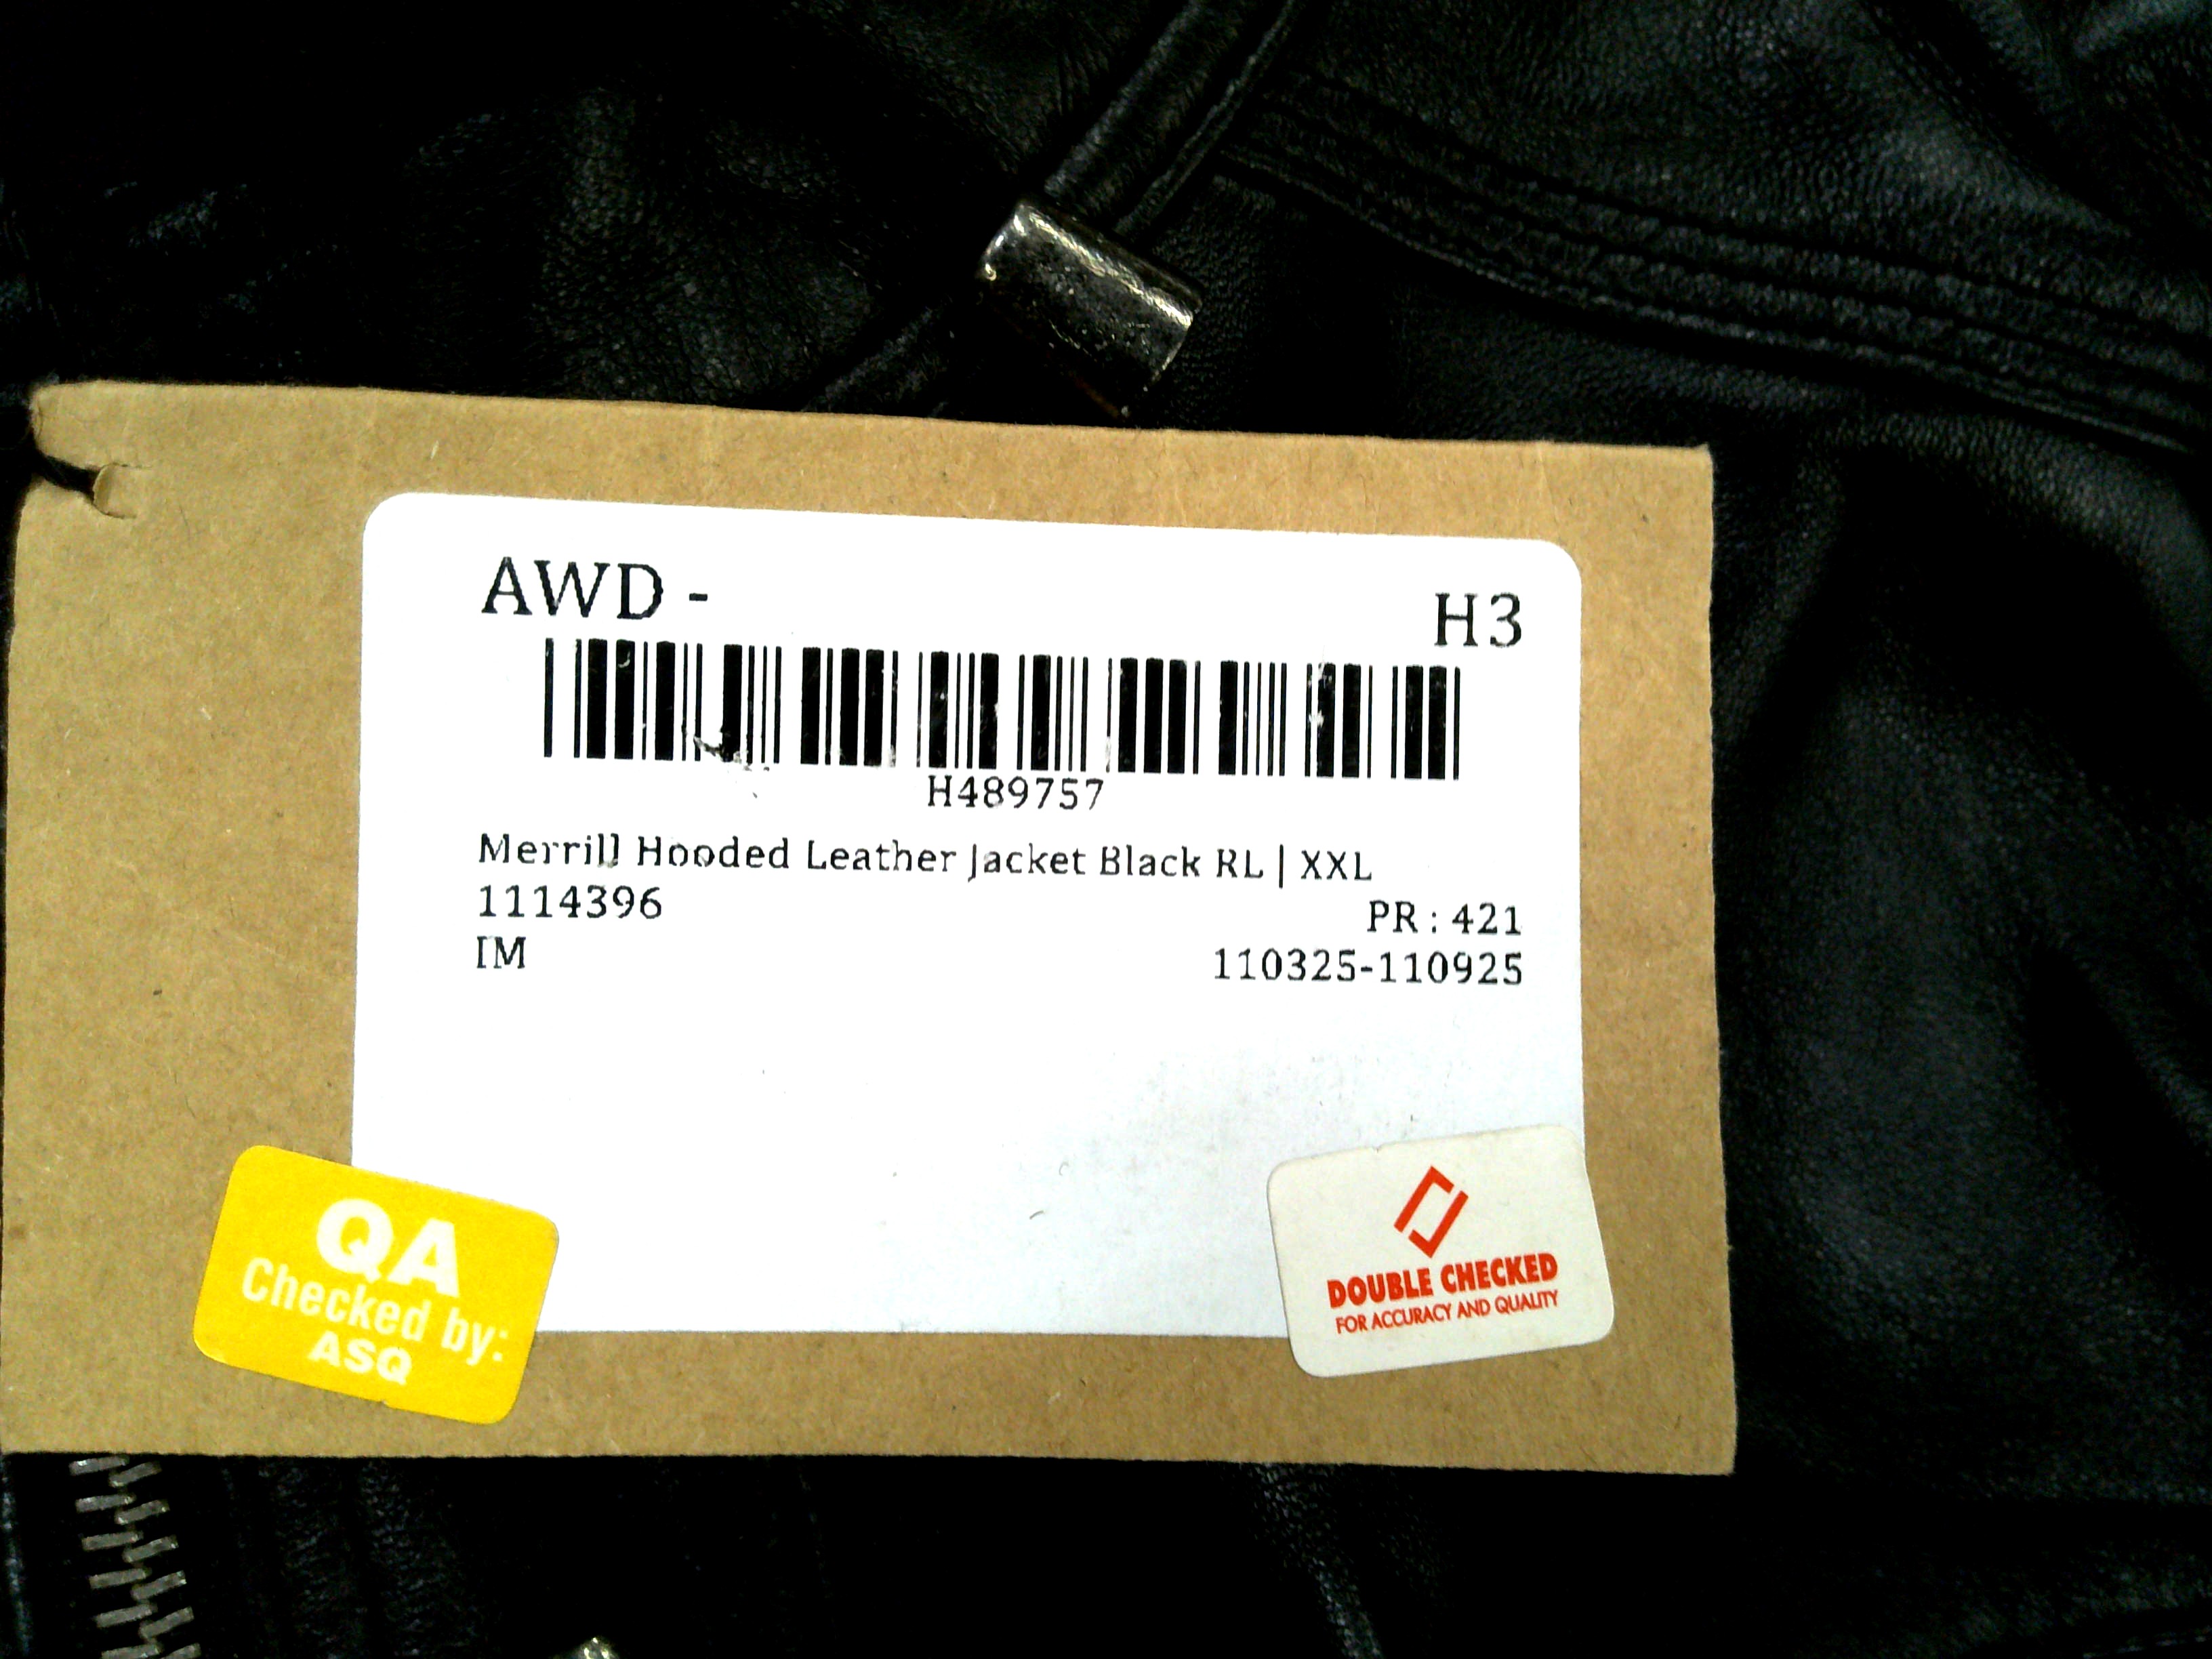 AWD -
H3
H489757
Merrill Hooded Leather Jacket Black RL | XXL
1114396
PR : 421
IM
110325-110925
QA
Checked by:
ASQ
DOUBLE CHECKED
FOR ACCURACY AND QUALITY